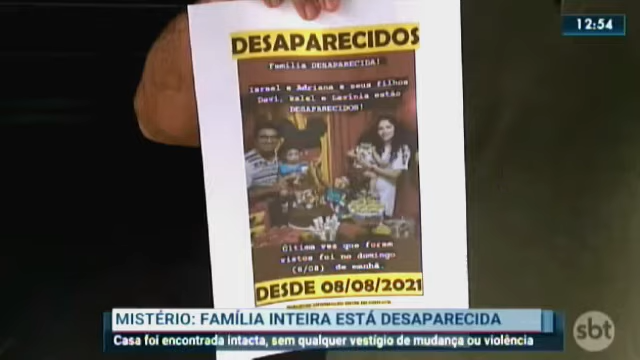 12:54
DESAPARECIDOS
Família DESAPARECIDA!
Israel e Adriana e seus filhos
Davi, Kalel e Lavinia estão
DESAPARECIDOS!
Última vez que foram
vistos foi no domingo
(8/08) de manhã.
DESDE 08/08/2021
MISTÉRIO: FAMÍLIA INTEIRA ESTÁ DESAPARECIDA
sbt
Casa foi encontrada intacta, sem qualquer vestígio de mudança ou violência